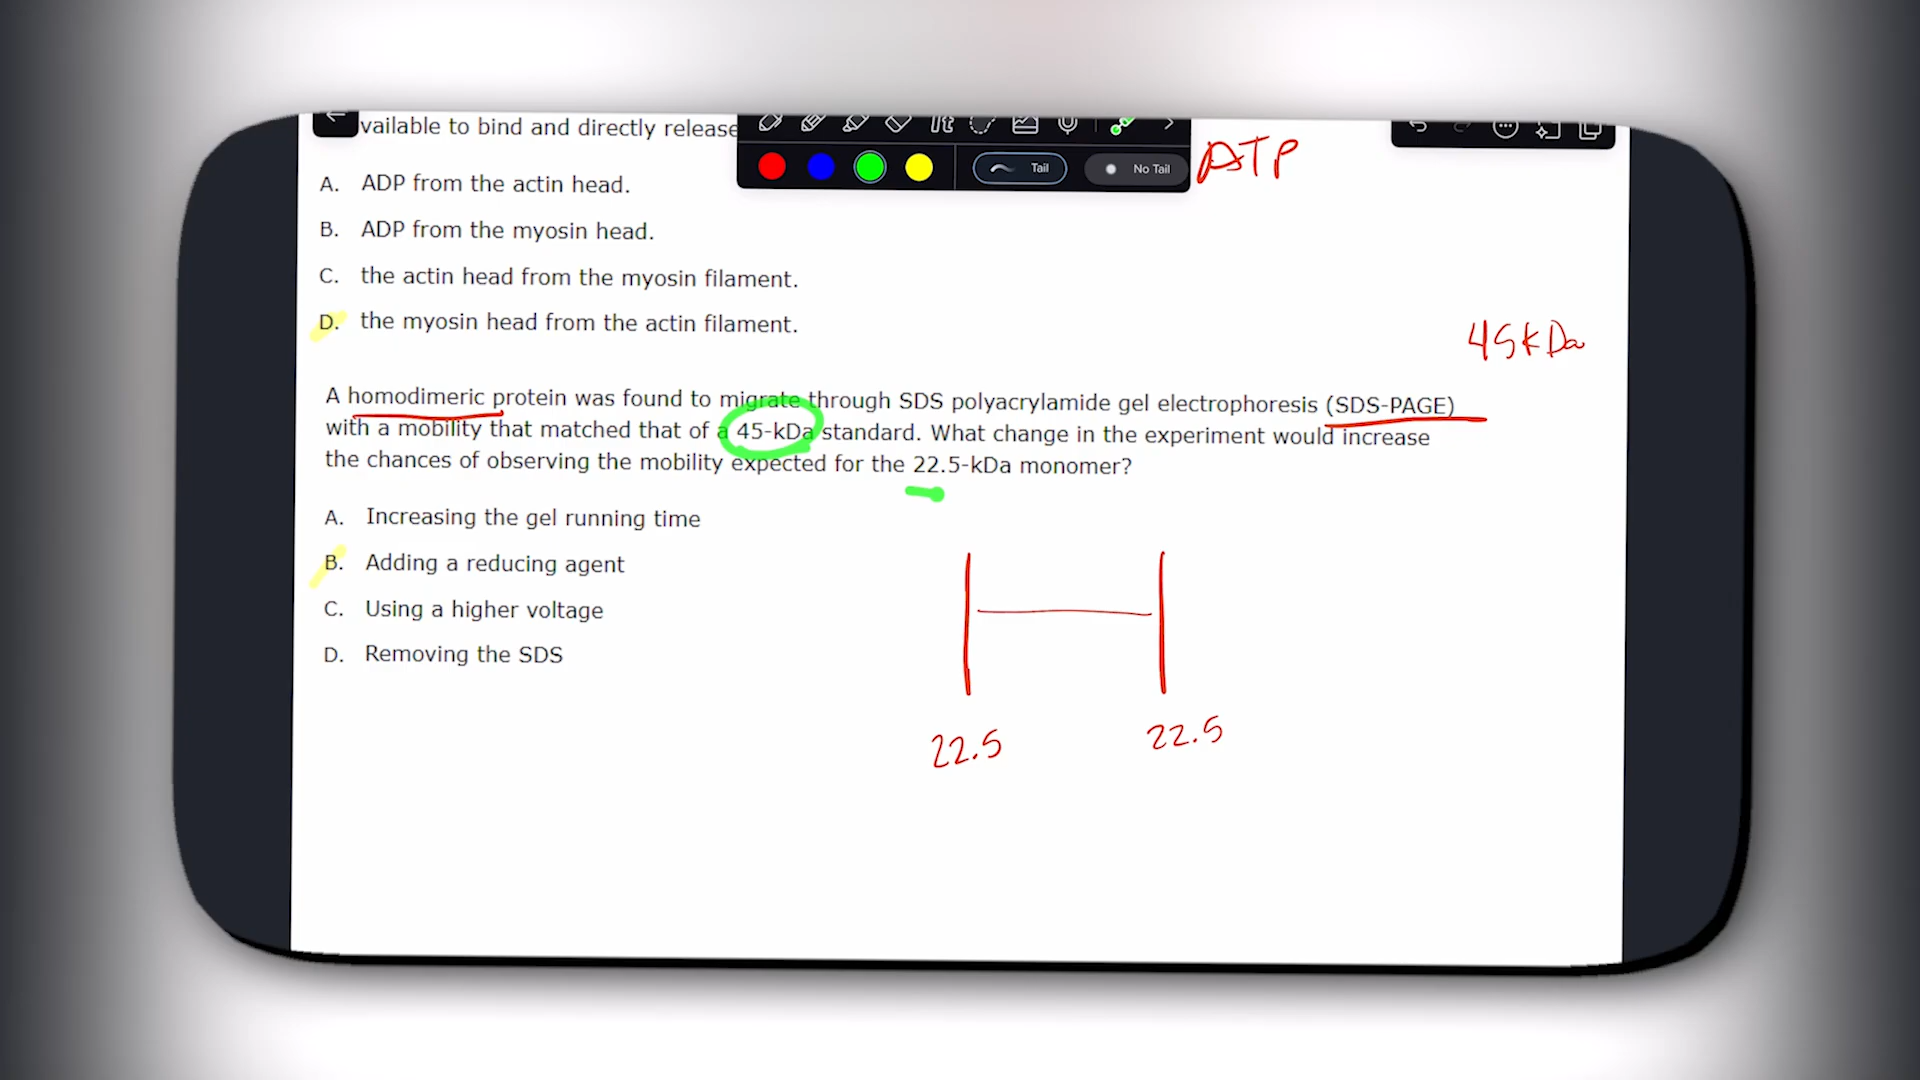 vailable to bind and directly release
Tail
No Tail
ATP
A. ADP from the actin head.
B. ADP from the myosin head.
C. the actin head from the myosin filament.
D. the myosin head from the actin filament.
45kDa
A homodimeric protein was found to migrate through SDS polyacrylamide gel electrophoresis (SDS-PAGE)
with a mobility that matched that of a 45-kDa standard. What change in the experiment would increase
the chances of observing the mobility expected for the 22.5-kDa monomer?
A. Increasing the gel running time
B. Adding a reducing agent
C. Using a higher voltage
D. Removing the SDS
22.5
22.5